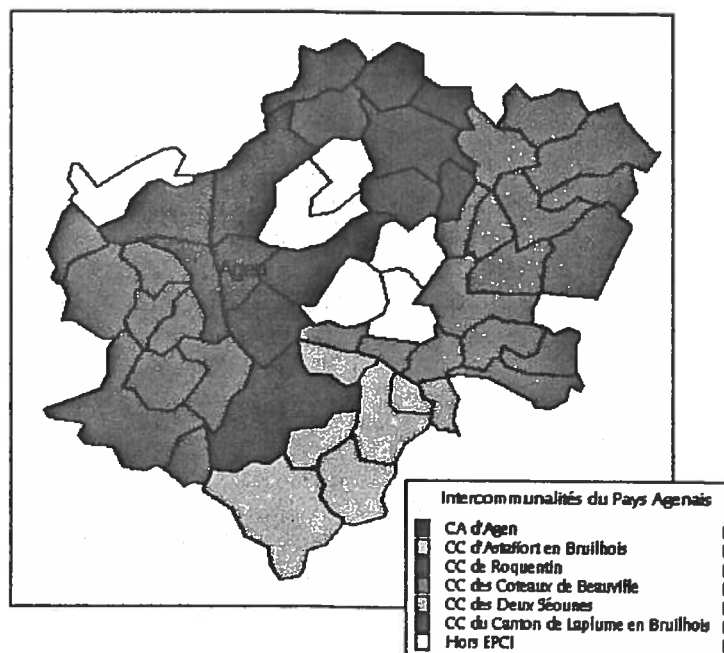 Agen
Intercommunalités du Pays Agenais
CA d'Agen
CC d'Astaffort en Bruilhois
CC de Roquentin
CC des Coteaux de Beauville
CC des Deux Séounes
CC du Canton de Laplume en Bruilhois
Hors EPCI